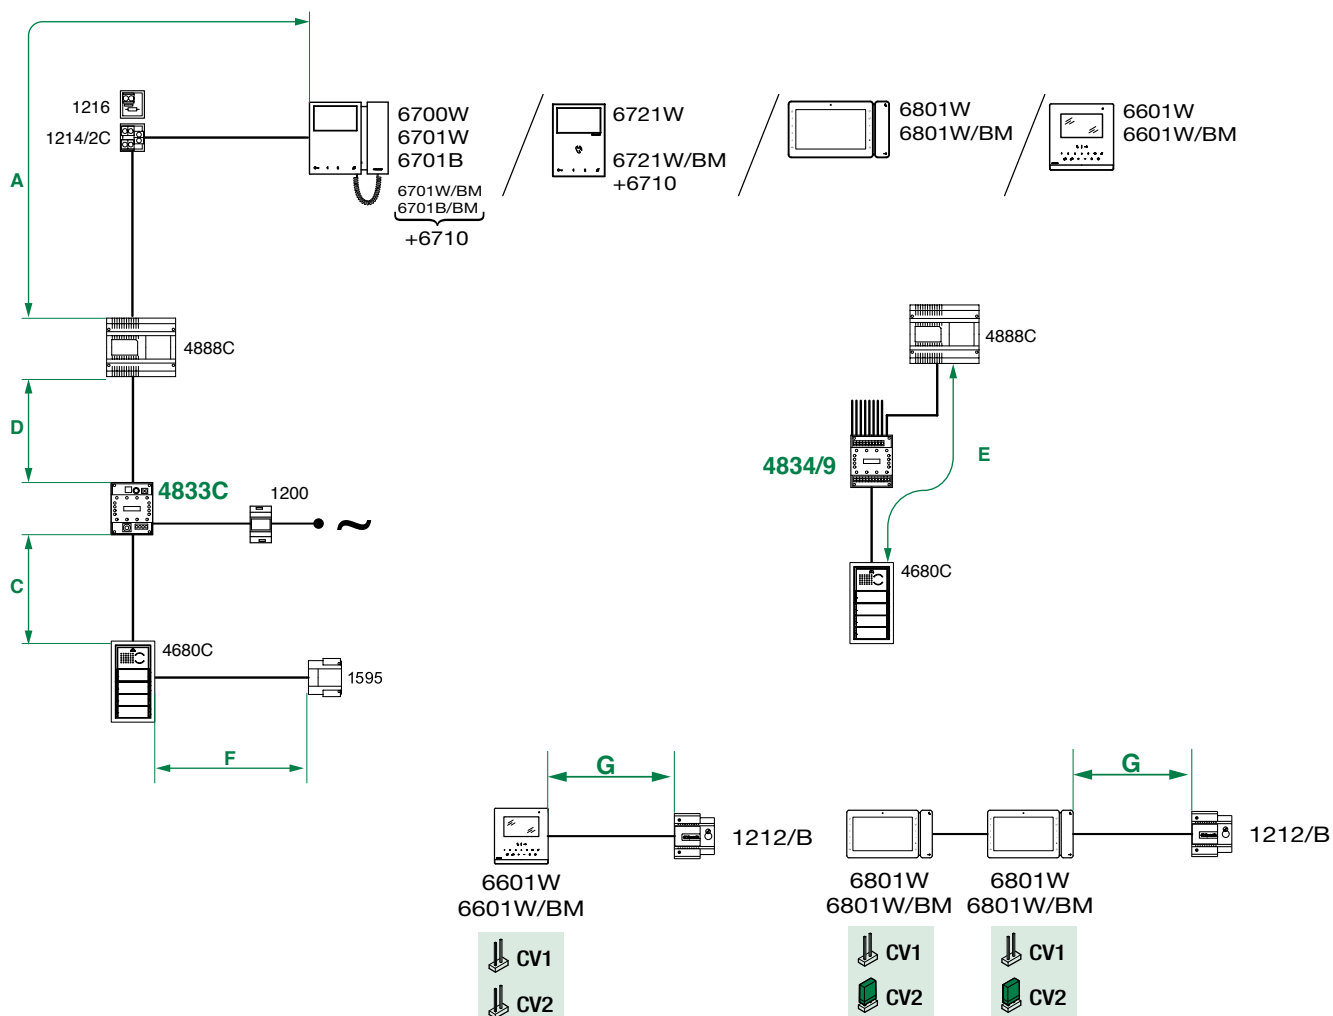 1216
1214/2C
A
6700W
6701W
6701B
6701W/BM
6701B/BM
+6710
6721W
6721W/BM
+6710
6801W
6801W/BM
6601W
6601W/BM
4888C
D
4833C
1200
~
C
4680C
1595
F
4888C
E
4834/9
4680C
G
1212/B
6601W
6601W/BM
CV1
CV2
G
1212/B
6801W
6801W/BM
CV1
CV2
6801W
6801W/BM
CV1
CV2